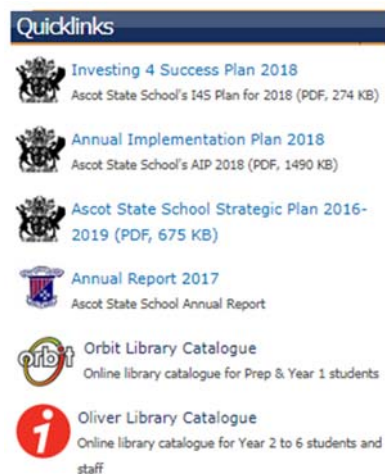 Quicklinks
Investing 4 Success Plan 2018
Ascot State School's I4S Plan for 2018 (PDF, 274 KB)
Annual Implementation Plan 2018
Ascot State School's AIP 2018 (PDF, 1490 KB)
Ascot State School Strategic Plan 2016-
2019 (PDF, 675 KB)
Annual Report 2017
Ascot State School Annual Report
orbit
Orbit Library Catalogue
Online library catalogue for Prep & Year 1 students
i
Oliver Library Catalogue
Online library catalogue for Year 2 to 6 students and
staff